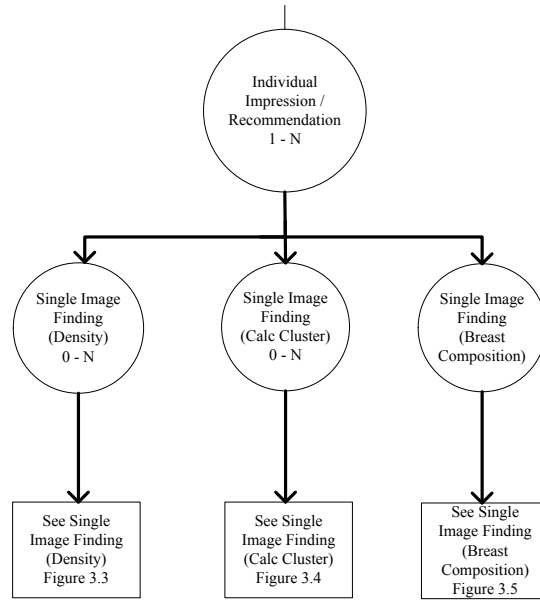 Individual
Impression /
Recommendation
1 - N
Single Image
Finding
(Density)
0 - N
Single Image
Finding
(Calc Cluster)
0 - N
Single Image
Finding
(Breast
Composition)
See Single
Image Finding
(Density)
Figure 3.3
See Single
Image Finding
(Calc Cluster)
Figure 3.4
See Single
Image Finding
(Breast
Composition)
Figure 3.5